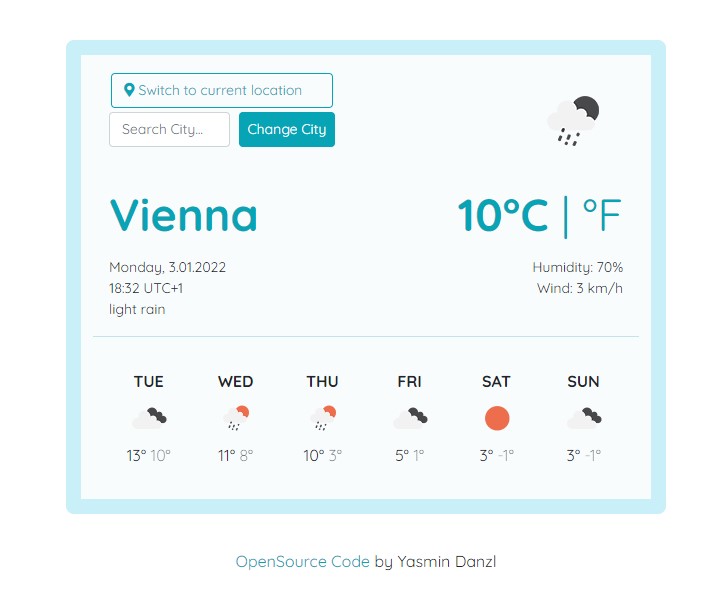 Switch to current location
Search City...
Change City
Vienna
10°C | °F
Monday, 3.01.2022
18:32 UTC+1
light rain
Humidity: 70%
Wind: 3 km/h
TUE WED THU FRI SAT SUN
13° 10° 11° 8° 10° 3° 5° 1° 3° -1° 3° -1°
OpenSource Code by Yasmin Danzl